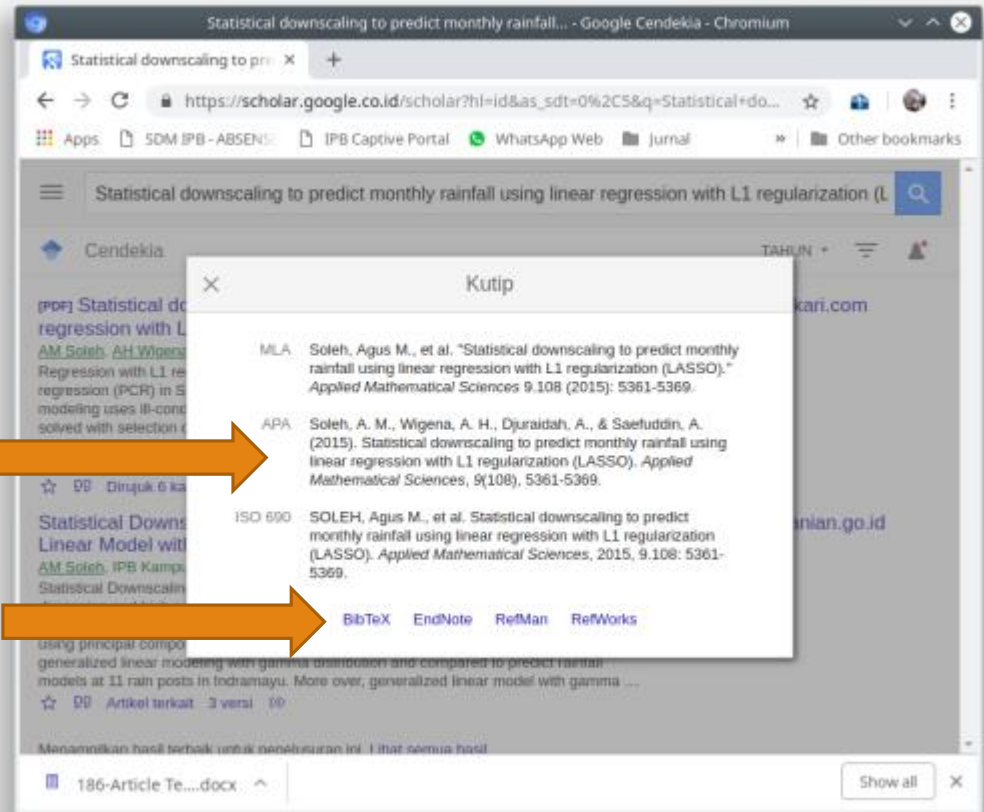 Statistical downscaling to predict monthly rainfall... - Google Cendekia - Chromium
Statistical downscaling to pre
https://scholar.google.co.id/scholar?hl=id&as_sdt=0%2C5&q=Statistical+do...
Apps SDM IPB - ABSENS IPB Captive Portal WhatsApp Web Jurnal » Other bookmarks
Statistical downscaling to predict monthly rainfall using linear regression with L1 regularization (L
Cendekia TAHUN
Kutip
[PDF] Statistical do kari.com
regression with L
AM Soleh, AH Wigena
Regression with L1 re
regression (PCR) in S
modeling uses ill-cond
solved with selection
MLA Soleh, Agus M., et al. "Statistical downscaling to predict monthly
rainfall using linear regression with L1 regularization (LASSO)."
Applied Mathematical Sciences 9.108 (2015): 5361-5369.
APA Soleh, A. M., Wigena, A. H., Djuraidah, A., & Saefuddin, A.
(2015). Statistical downscaling to predict monthly rainfall using
linear regression with L1 regularization (LASSO). Applied
Mathematical Sciences, 9(108), 5361-5369.
Dirujuk 6 ka
ISO 690 SOLEH, Agus M., et al. Statistical downscaling to predict
monthly rainfall using linear regression with L1 regularization
(LASSO). Applied Mathematical Sciences, 2015, 9.108: 5361-
5369.
BibTeX EndNote RefMan RefWorks
Statistical Downs anian.go.id
Linear Model with
AM Soleh, IPB Kampu
Statistical Downscalin
using principal compo
generalized linear modeling with gamma distribution and compared to predict rainfall
models at 11 rain posts in Indramayu. More over, generalized linear model with gamma ...
Artikel terkait 3 versi
Menampilkan hasil terbaik untuk penelusuran ini. Lihat semua hasil
186-Article Te....docx Show all